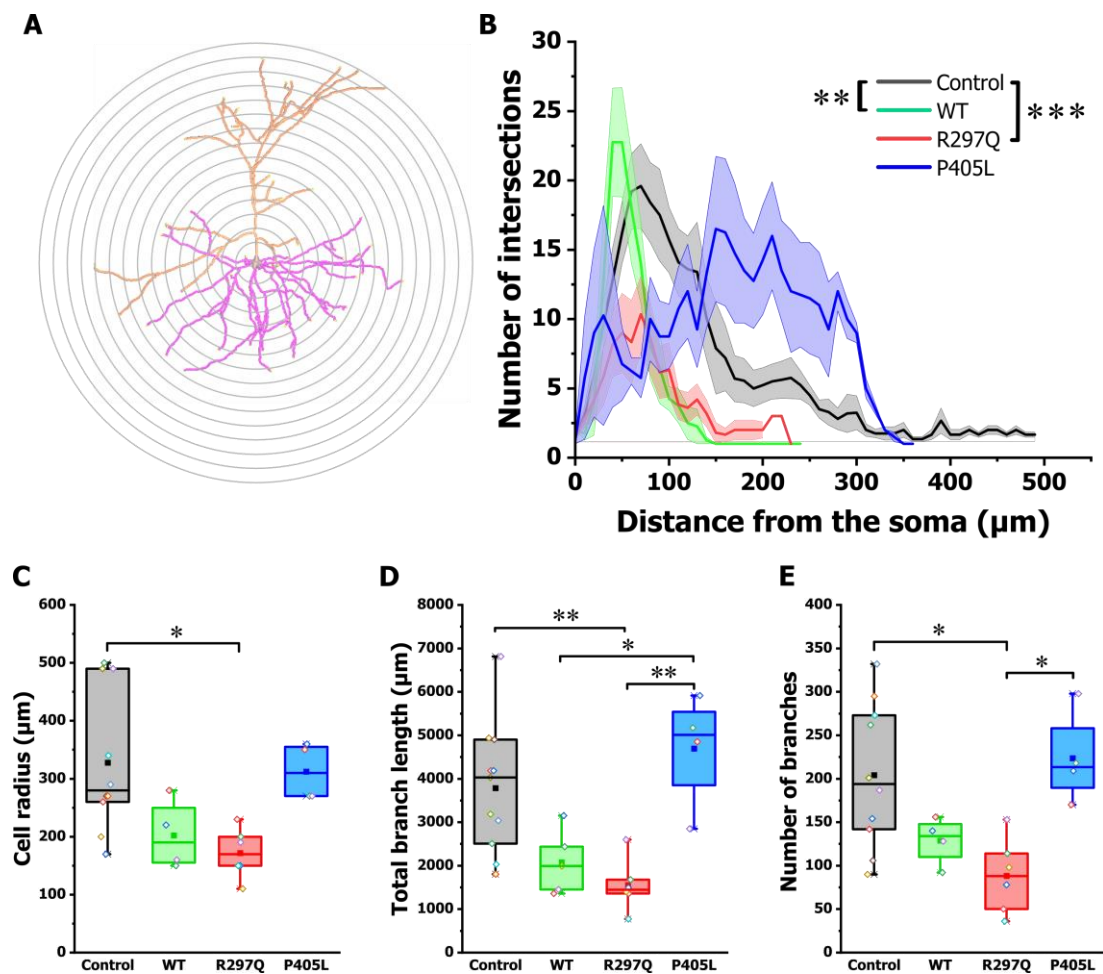 A
B
30
25
20
15
10
5
0
Number of intersections
Control
WT
R297Q
P405L
**
***
0 100 200 300 400 500
Distance from the soma (μm)
C
600
500
400
300
200
100
0
Cell radius (μm)
*
Control WT R297Q P405L
D
8000
7000
6000
5000
4000
3000
2000
1000
0
Total branch length (μm)
**
*
**
Control WT R297Q P405L
E
400
350
300
250
200
150
100
50
0
Number of branches
*
*
Control WT R297Q P405L